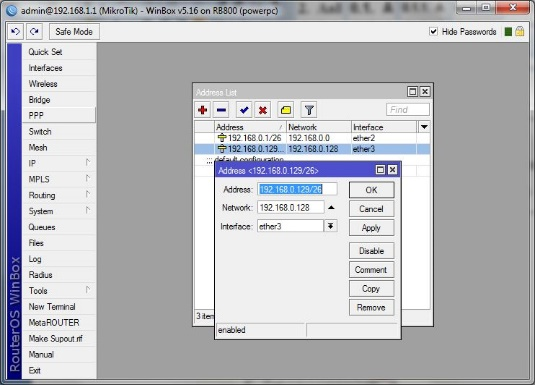 admin@192.168.1.1 (MikroTik) - WinBox v5.16 on RB800 (powerpc)
Safe Mode
Hide Passwords
Quick Set
Interfaces
Wireless
Bridge
PPP
Switch
Mesh
IP
MPLS
Routing
System
Queues
Files
Log
Radius
Tools
New Terminal
MetaROUTER
Make Supout.rif
Manual
Exit
RouterOS WinBox
Address List
Find
Address Network Interface
192.168.0.1/26 192.168.0.0 ether2
192.168.0.129... 192.168.0.128 ether3
::: default configuration
Address <192.168.0.129/26>
Address: 192.168.0.129/26
Network: 192.168.0.128
Interface: ether3
OK
Cancel
Apply
Disable
Comment
Copy
Remove
enabled
3 item